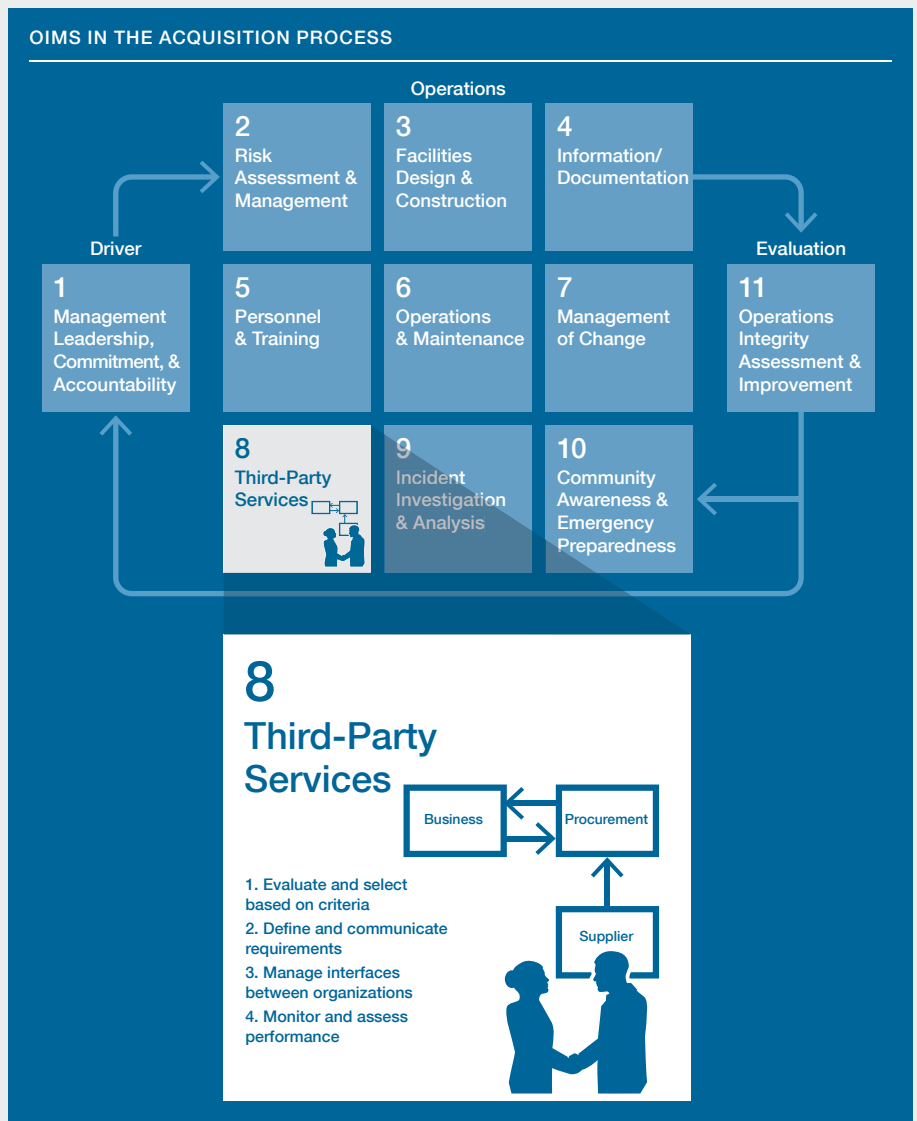 OIMS IN THE ACQUISITION PROCESS
Operations
2
Risk
Assessment &
Management
3
Facilities
Design &
Construction
4
Information/
Documentation
Driver
1
Management
Leadership,
Commitment, &
Accountability
5
Personnel
& Training
6
Operations
& Maintenance
7
Management
of Change
Evaluation
11
Operations
Integrity
Assessment &
Improvement
8
Third-Party
Services
9
Incident
Investigation
& Analysis
10
Community
Awareness &
Emergency
Preparedness
8
Third-Party
Services
Business
Procurement
Supplier
1. Evaluate and select
based on criteria
2. Define and communicate
requirements
3. Manage interfaces
between organizations
4. Monitor and assess
performance